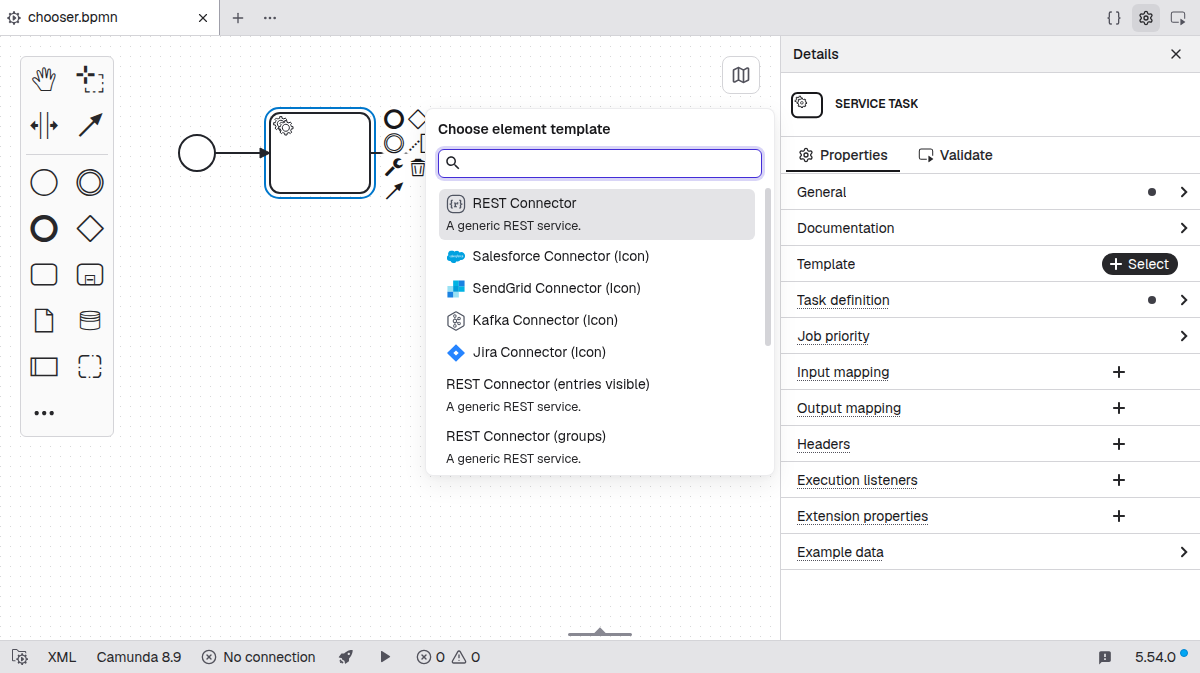 chooser.bpmn
Details
SERVICE TASK
Properties
Validate
General
Documentation
Template
Select
Task definition
Job priority
Input mapping
Output mapping
Headers
Execution listeners
Extension properties
Example data
Choose element template
REST Connector
A generic REST service.
Salesforce Connector (Icon)
SendGrid Connector (Icon)
Kafka Connector (Icon)
Jira Connector (Icon)
REST Connector (entries visible)
A generic REST service.
REST Connector (groups)
A generic REST service.
XML Camunda 8.9 No connection 0 0 5.54.0